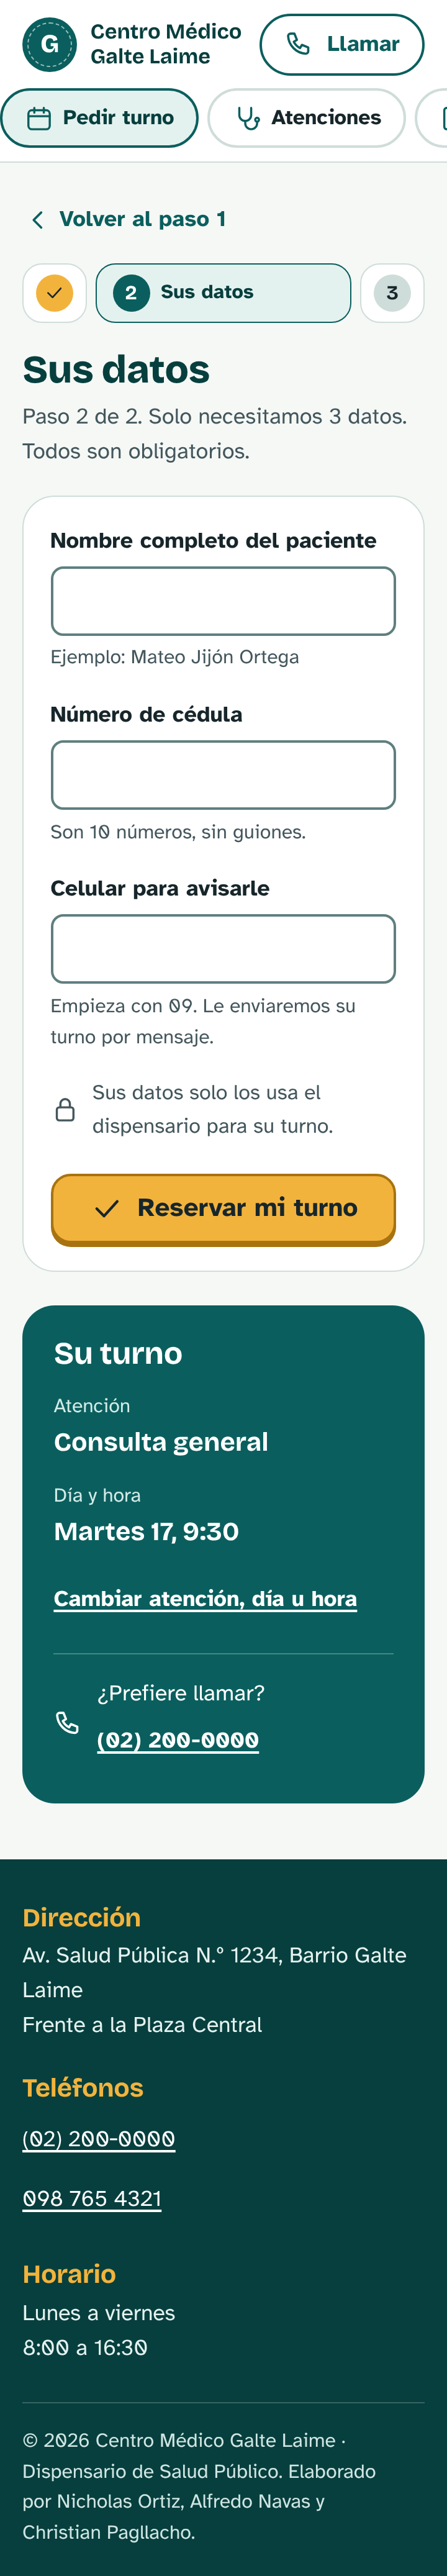 G
Centro Médico
Galte Laime
Llamar
Pedir turno
Atenciones
Volver al paso 1
2
Sus datos
3
Sus datos
Paso 2 de 2. Solo necesitamos 3 datos.
Todos son obligatorios.
Nombre completo del paciente
Ejemplo: Mateo Jijón Ortega
Número de cédula
Son 10 números, sin guiones.
Celular para avisarle
Empieza con 09. Le enviaremos su
turno por mensaje.
Sus datos solo los usa el
dispensario para su turno.
Reservar mi turno
Su turno
Atención
Consulta general
Día y hora
Martes 17, 9:30
Cambiar atención, día u hora
¿Prefiere llamar?
(02) 200-0000
Dirección
Av. Salud Pública N.º 1234, Barrio Galte
Laime
Frente a la Plaza Central
Teléfonos
(02) 200-0000
098 765 4321
Horario
Lunes a viernes
8:00 a 16:30
© 2026 Centro Médico Galte Laime ·
Dispensario de Salud Público. Elaborado
por Nicholas Ortiz, Alfredo Navas y
Christian Pagllacho.